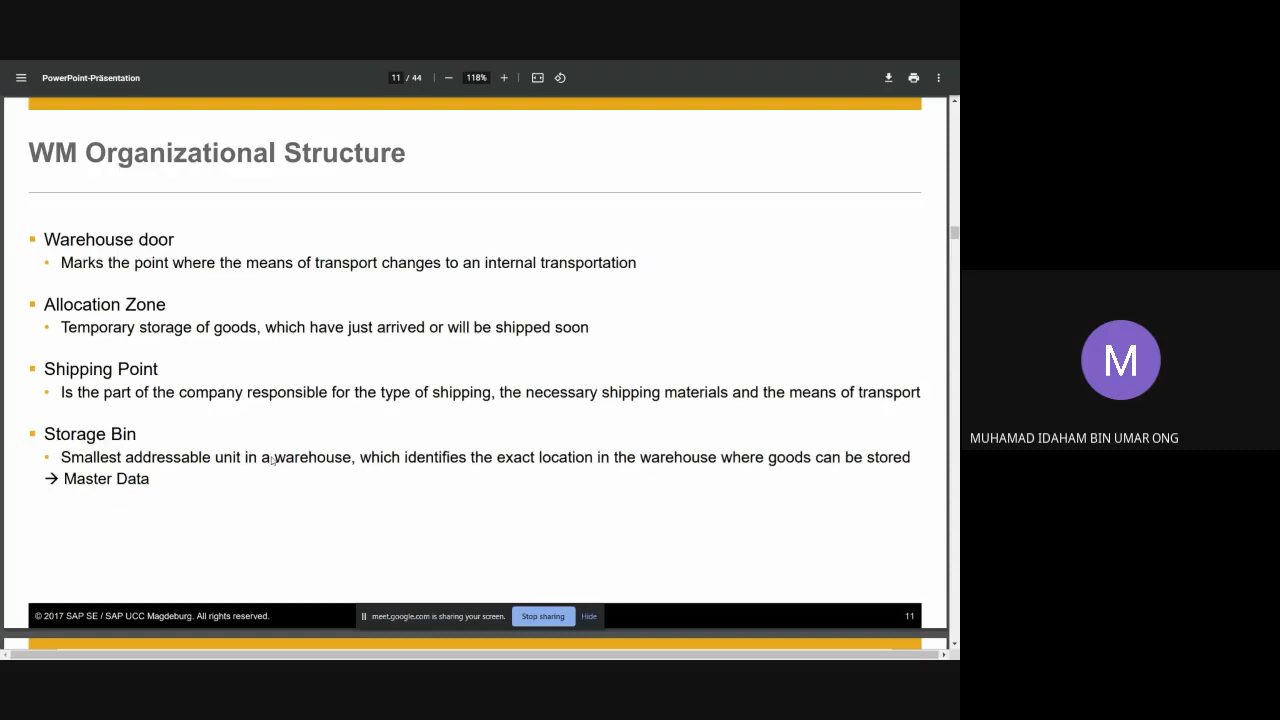 PowerPoint-Präsentation
11 / 44
118%
WM Organizational Structure
Warehouse door
Marks the point where the means of transport changes to an internal transportation
Allocation Zone
Temporary storage of goods, which have just arrived or will be shipped soon
Shipping Point
Is the part of the company responsible for the type of shipping, the necessary shipping materials and the means of transport
Storage Bin
Smallest addressable unit in a warehouse, which identifies the exact location in the warehouse where goods can be stored
→ Master Data
© 2017 SAP SE / SAP UCC Magdeburg. All rights reserved.
meet.google.com is sharing your screen.
Stop sharing
Hide
11
M
MUHAMAD IDAHAM BIN UMAR ONG